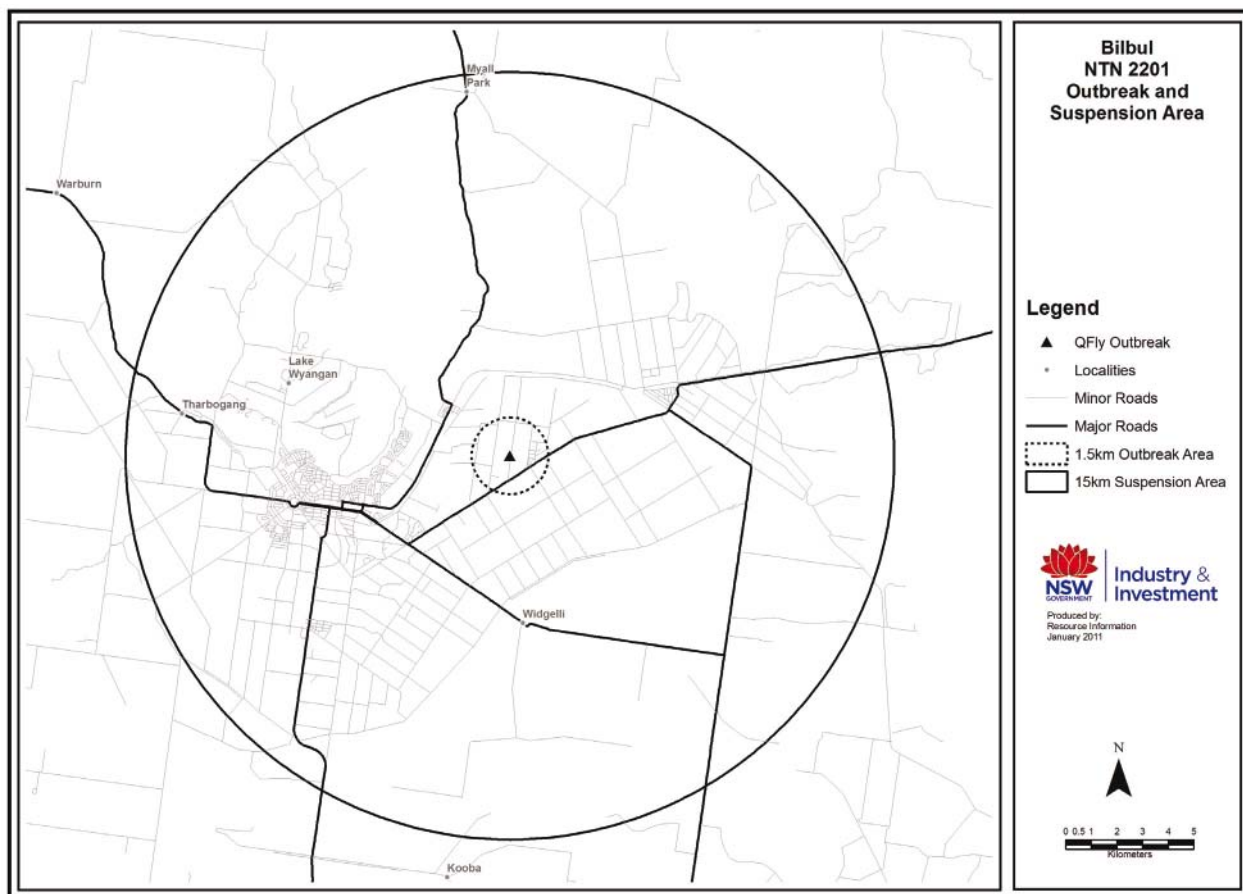 Bilbul
NTN 2201
Outbreak and
Suspension Area
Myall
Park
Warburn
Lake
Wyangan
Tharbogang
Widgelli
Kooba
Legend
QFly Outbreak
Localities
Minor Roads
Major Roads
1.5km Outbreak Area
15km Suspension Area
NSW
GOVERNMENT
Industry &
Investment
Produced by:
Resource Information
January 2011
N
0 0.5 1 2 3 4 5
Kilometers